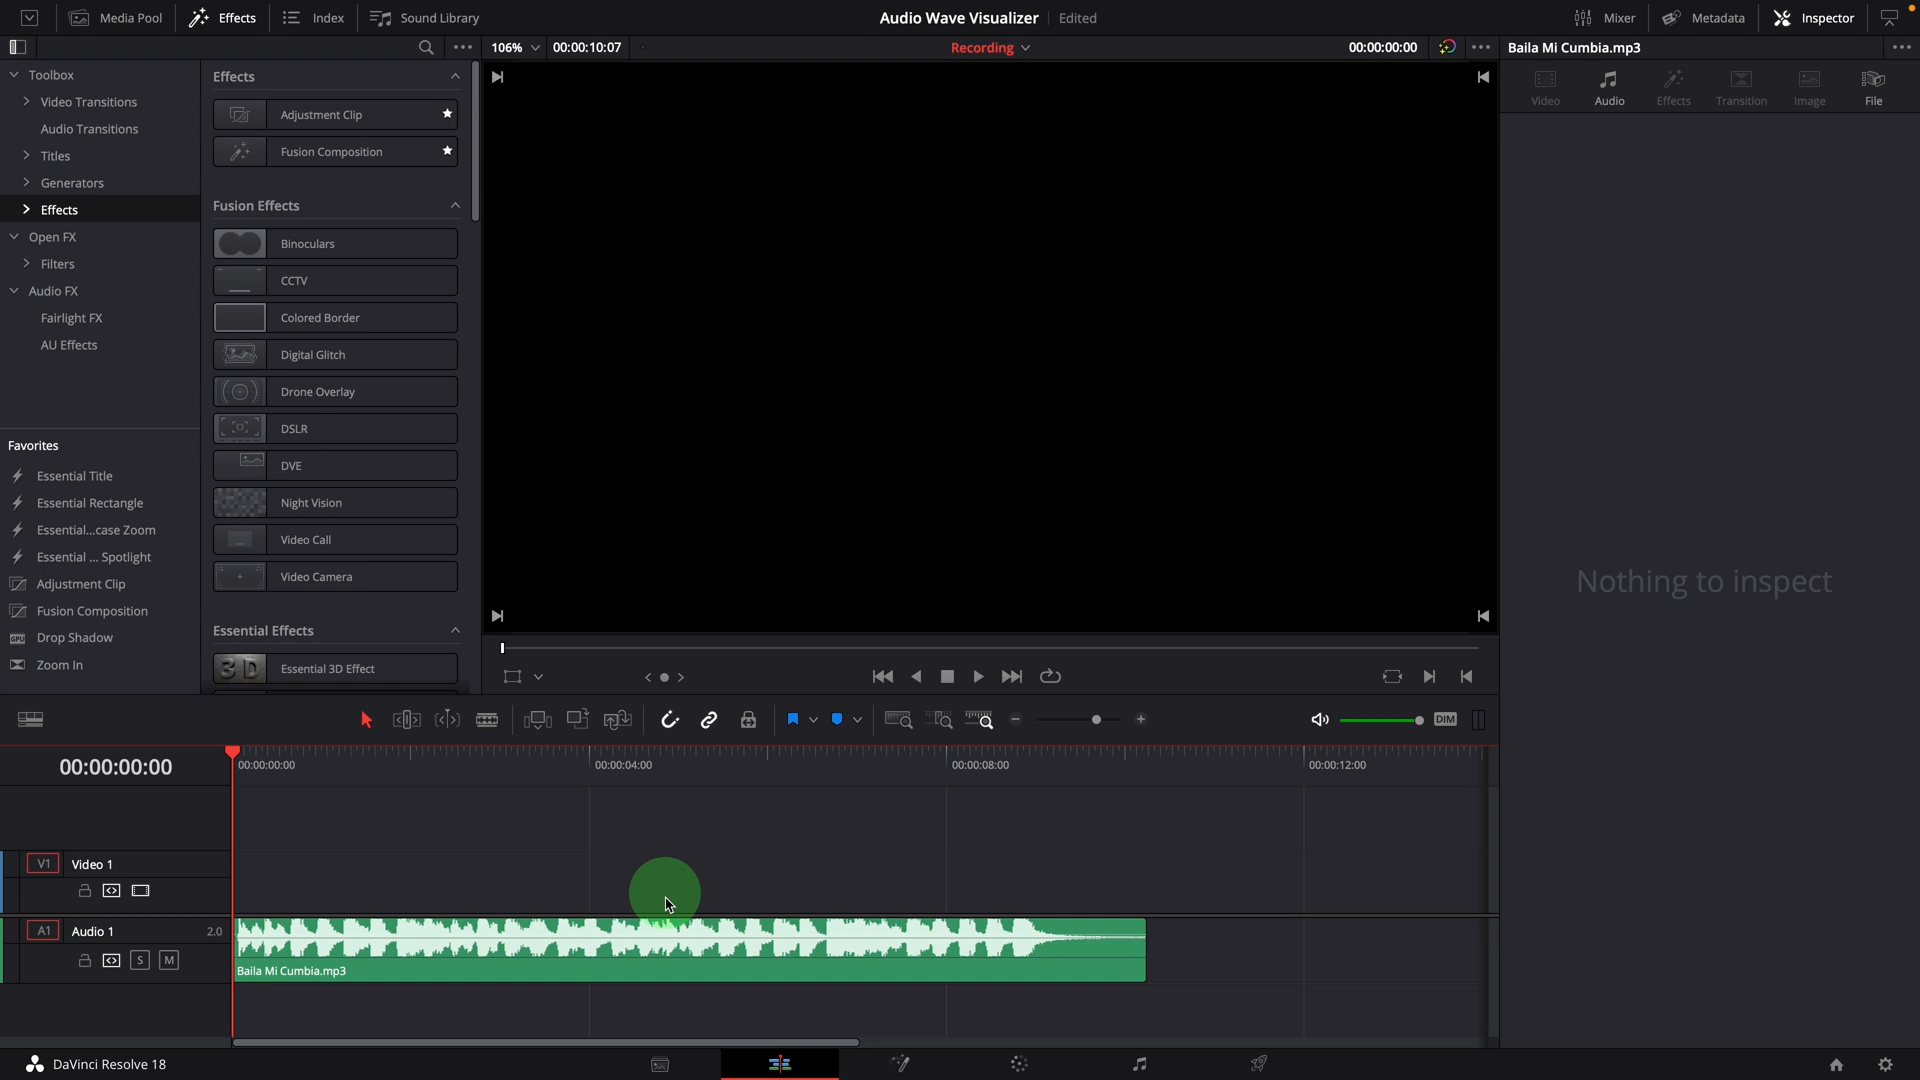 Media Pool
Effects
Index
Sound Library
Audio Wave Visualizer
Edited
Mixer
Metadata
Inspector
106%
00:00:10:07
Recording
00:00:00:00
Baila Mi Cumbia.mp3
Toolbox
Video Transitions
Audio Transitions
Titles
Generators
Effects
Open FX
Filters
Audio FX
Fairlight FX
AU Effects
Favorites
Essential Title
Essential Rectangle
Essential...case Zoom
Essential ... Spotlight
Adjustment Clip
Fusion Composition
Drop Shadow
Zoom In
Effects
Adjustment Clip
Fusion Composition
Fusion Effects
Binoculars
CCTV
Colored Border
Digital Glitch
Drone Overlay
DSLR
DVE
Night Vision
Video Call
Video Camera
Essential Effects
3D
Essential 3D Effect
Video
Audio
Effects
Transition
Image
File
Nothing to inspect
DIM
00:00:00:00
00:00:00:00
00:00:04:00
00:00:08:00
00:00:12:00
V1
Video 1
A1
Audio 1
2.0
S
M
Baila Mi Cumbia.mp3
DaVinci Resolve 18